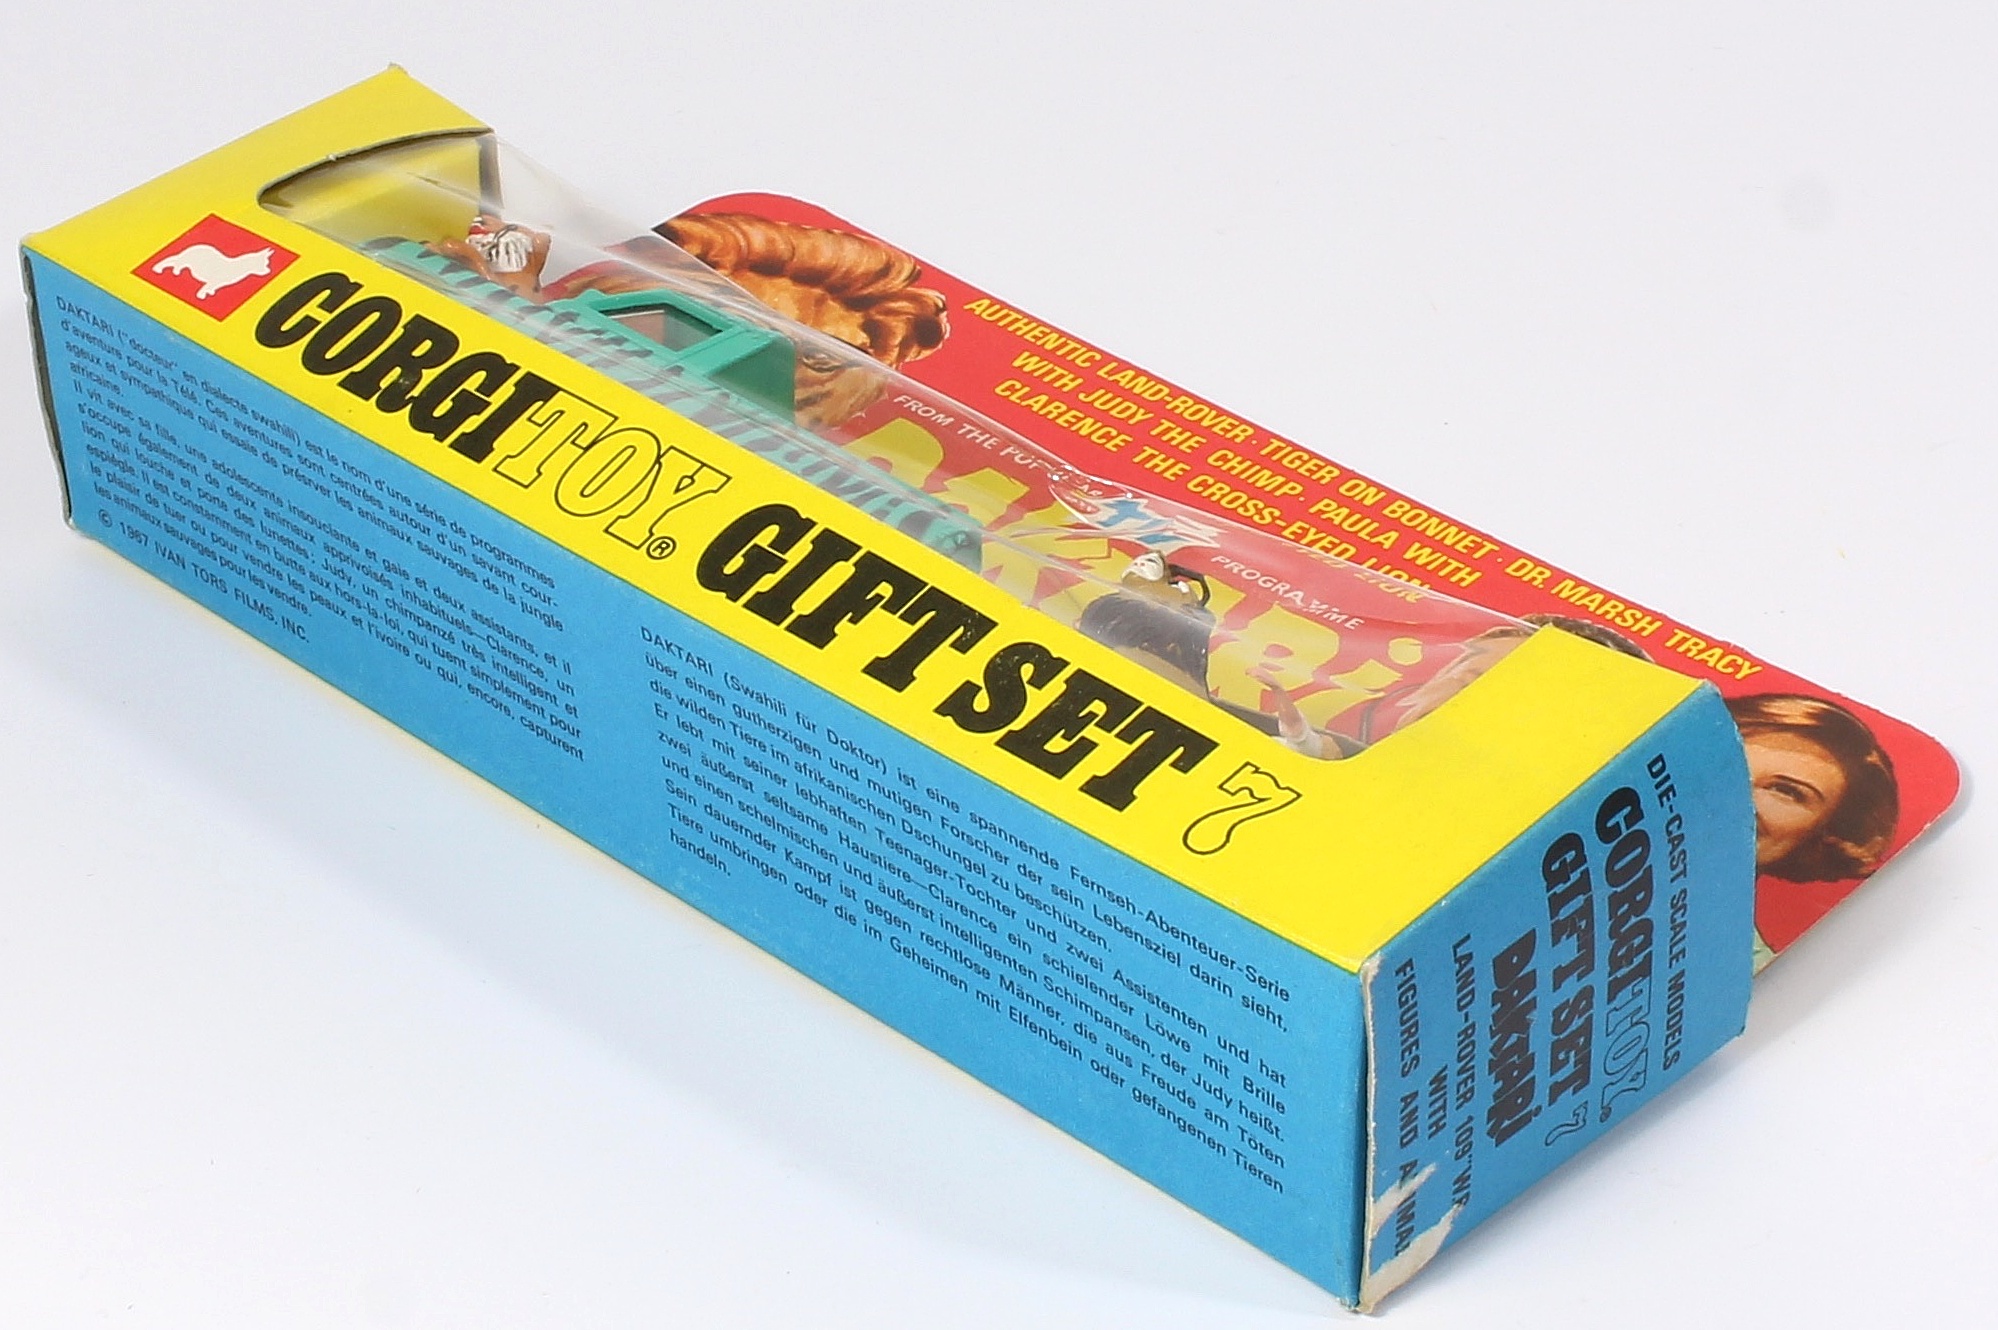 CORGITOY® GIFT SET 7
AUTHENTIC LAND-ROVER · TIGER ON BONNET · DR. MARSH TRACY
WITH JUDY THE CHIMP · PAULA WITH
CLARENCE THE CROSS-EYED LION
FROM THE POPULAR
PROGRAMME
DAKTARI
DAKTARI ("docteur" en dialecte swahili) est le nom d'une série de programmes
d'aventure pour la Télé. Ces aventures sont centrées autour d'un savant cour-
ageux et sympathique qui essaie de présrver les animaux sauvages de la jungle
africaine.
Il vit avec sa fille, une adolescente insouciante et gaie et deux assistants, et il
s'occupe également de deux animaux apprivoisés inhabituels—Clarence, un
lion qui louche et porte des lunettes; Judy, un chimpanzé très intelligent et
espiègle. Il est constamment en butte aux hors-la-loi, qui tuent simplement pour
le plaisir de tuer ou pour vendre les peaux et l'ivoire ou qui, encore, capturent
les animaux sauvages pour les vendre.
© 1967 IVAN TORS FILMS, INC.
DAKTARI (Swahili für Doktor) ist eine spannende Fernseh-Abenteuer-Serie
über einen gutherzigen und mutigen Forscher der sein Lebensziel darin sieht,
die wilden Tiere im afrikanischen Dschungel zu beschützen.
Er lebt mit seiner lebhaften Teenager-Tochter und zwei Assistenten und hat
zwei äußerst seltsame Haustiere—Clarence ein schielender Löwe mit Brille
und einen schelmischen und äußerst intelligenten Schimpansen, der Judy heißt.
Sein dauernder Kampf ist gegen rechtlose Männer, die aus Freude am Töten
Tiere umbringen oder die im Geheimen mit Elfenbein oder gefangenen Tieren
handeln.
DIE-CAST SCALE MODELS
CORGITOY®
GIFT SET 7
DAKTARI
WITH
LAND-ROVER 109" W.B.
FIGURES AND ANIMAL